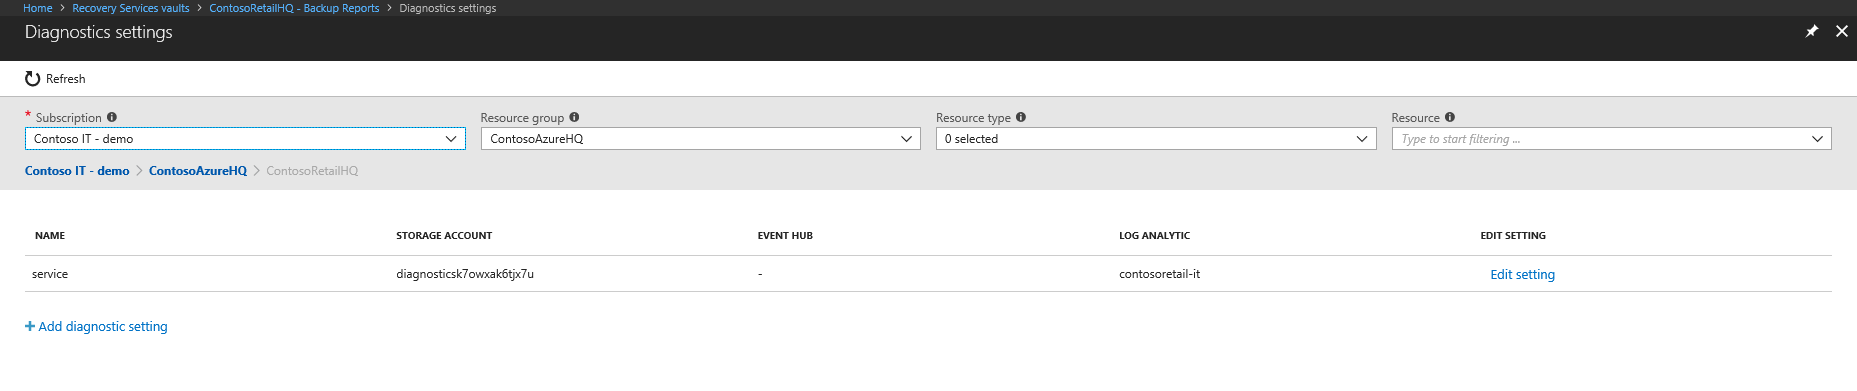 Home > Recovery Services vaults > ContosoRetailHQ - Backup Reports > Diagnostics settings
Diagnostics settings
Refresh
* Subscription Resource group Resource type Resource
Contoso IT - demo ContosoAzureHQ 0 selected Type to start filtering ...
Contoso IT - demo > ContosoAzureHQ > ContosoRetailHQ
NAME STORAGE ACCOUNT EVENT HUB LOG ANALYTIC EDIT SETTING
service diagnosticsk7owxak6tjx7u - contosoretail-it Edit setting
+ Add diagnostic setting